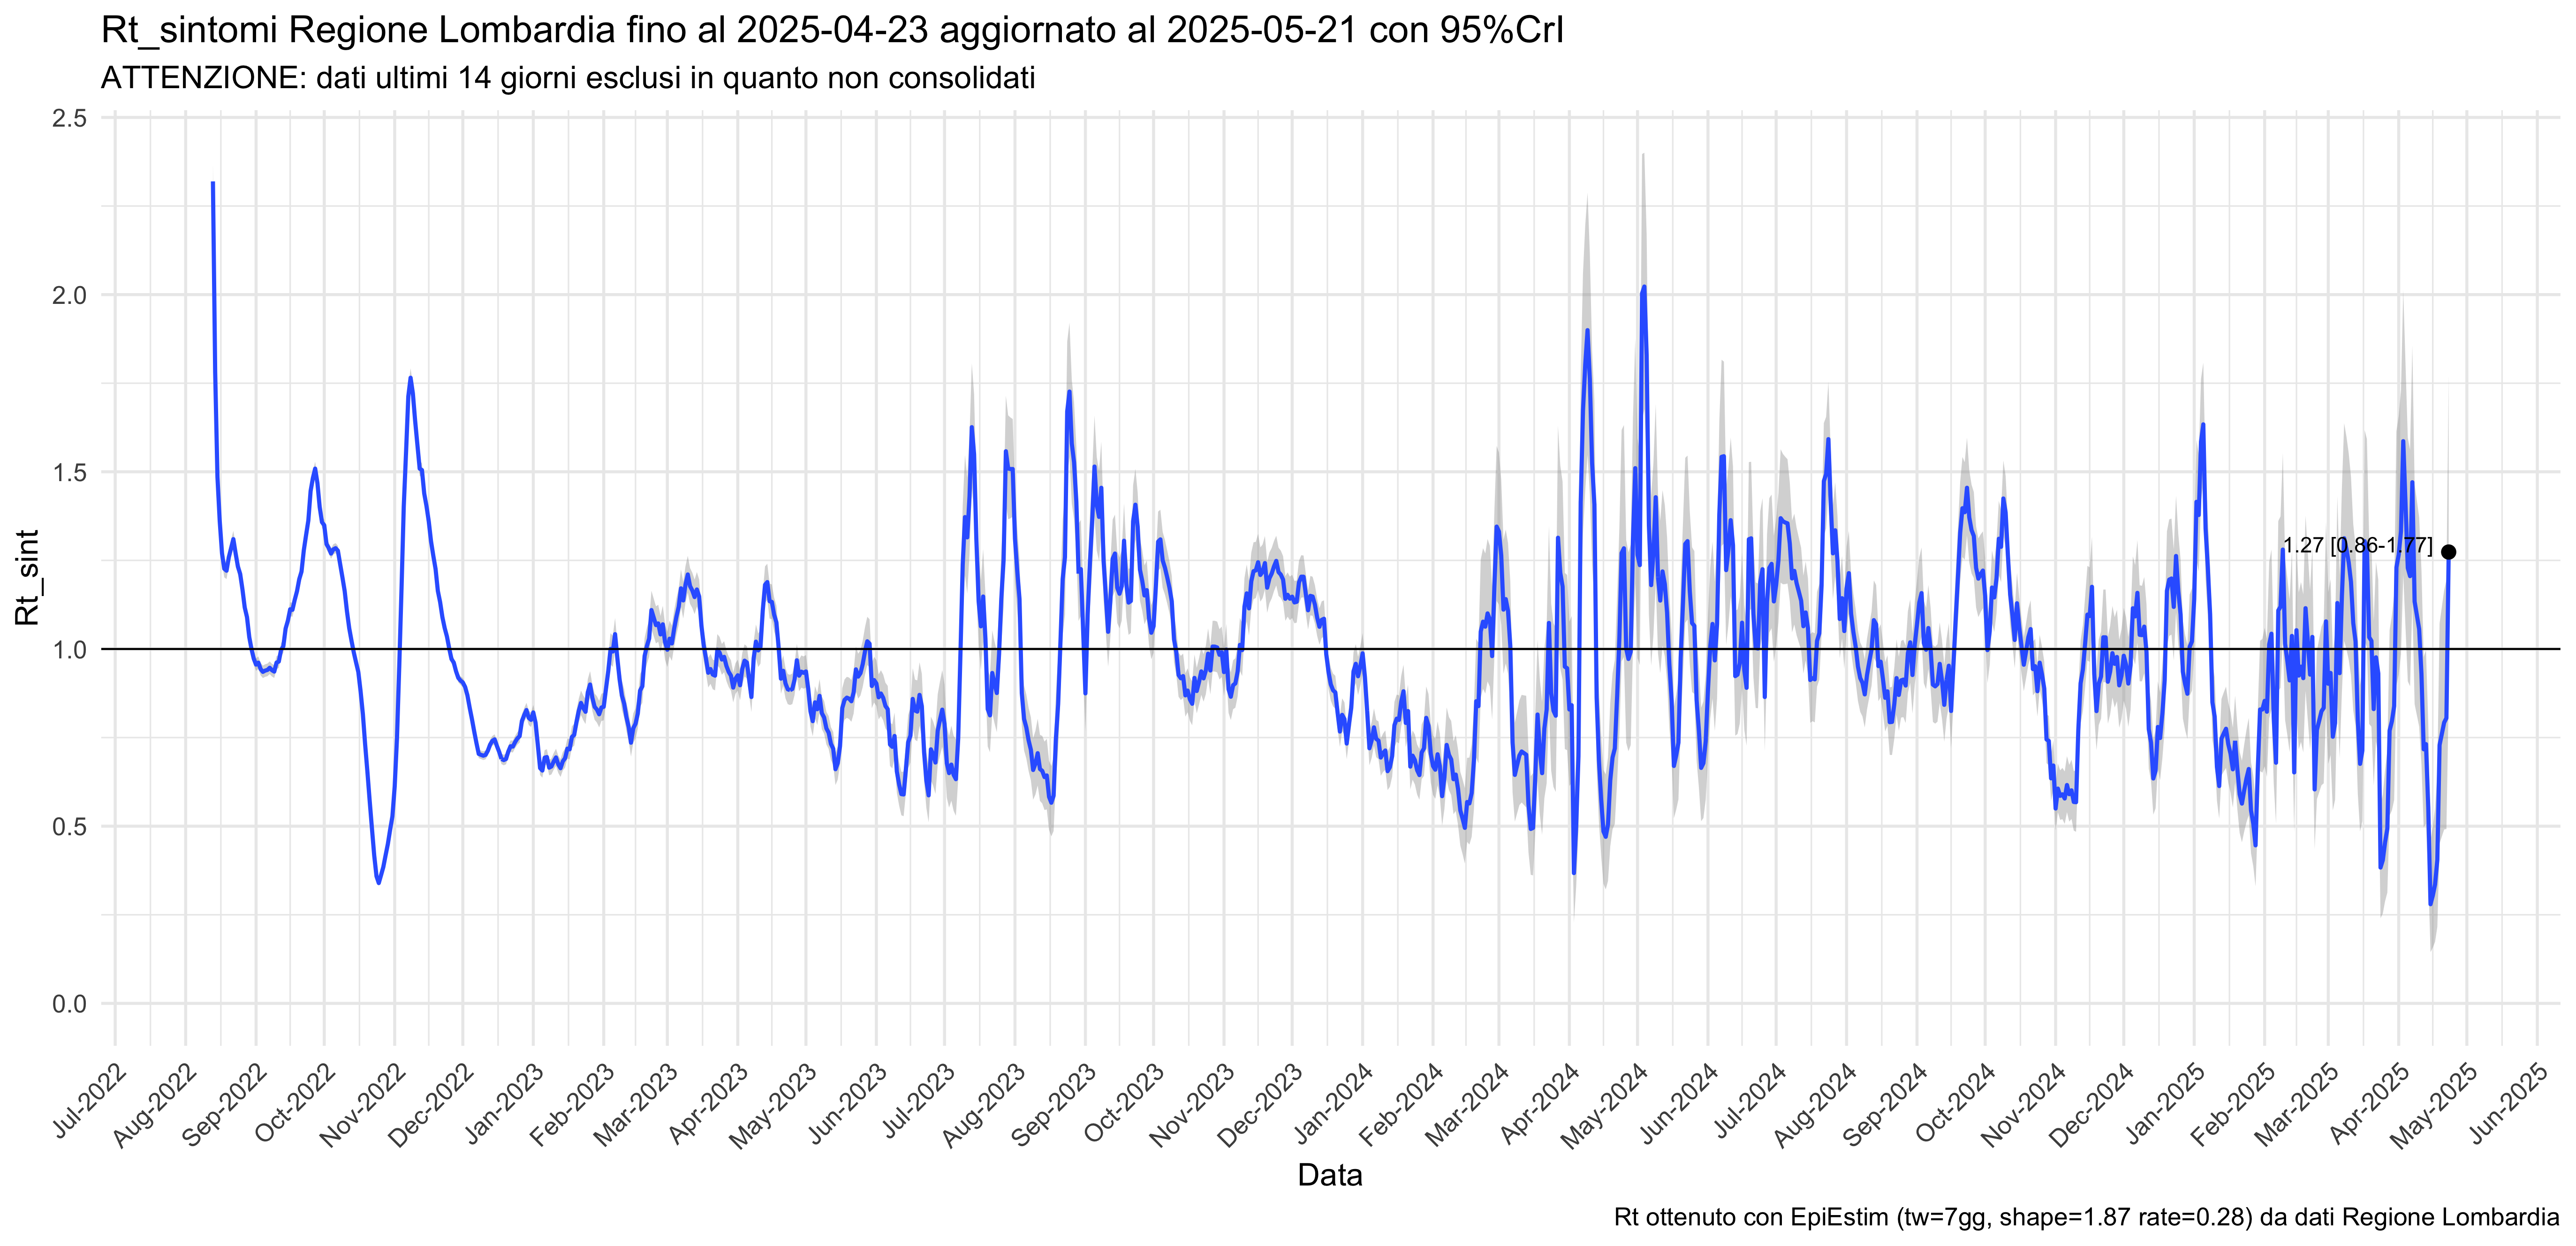 Rt_sintomi Regione Lombardia fino al 2025-04-23 aggiornato al 2025-05-21 con 95%CrI
ATTENZIONE: dati ultimi 14 giorni esclusi in quanto non consolidati
2.5
2.0
1.5
1.0
0.5
0.0
Rt_sint
1.27 [0.86-1.77]
Jul-2022
Aug-2022
Sep-2022
Oct-2022
Nov-2022
Dec-2022
Jan-2023
Feb-2023
Mar-2023
Apr-2023
May-2023
Jun-2023
Jul-2023
Aug-2023
Sep-2023
Oct-2023
Nov-2023
Dec-2023
Jan-2024
Feb-2024
Mar-2024
Apr-2024
May-2024
Jun-2024
Jul-2024
Aug-2024
Sep-2024
Oct-2024
Nov-2024
Dec-2024
Jan-2025
Feb-2025
Mar-2025
Apr-2025
May-2025
Jun-2025
Data
Rt ottenuto con EpiEstim (tw=7gg, shape=1.87 rate=0.28) da dati Regione Lombardia